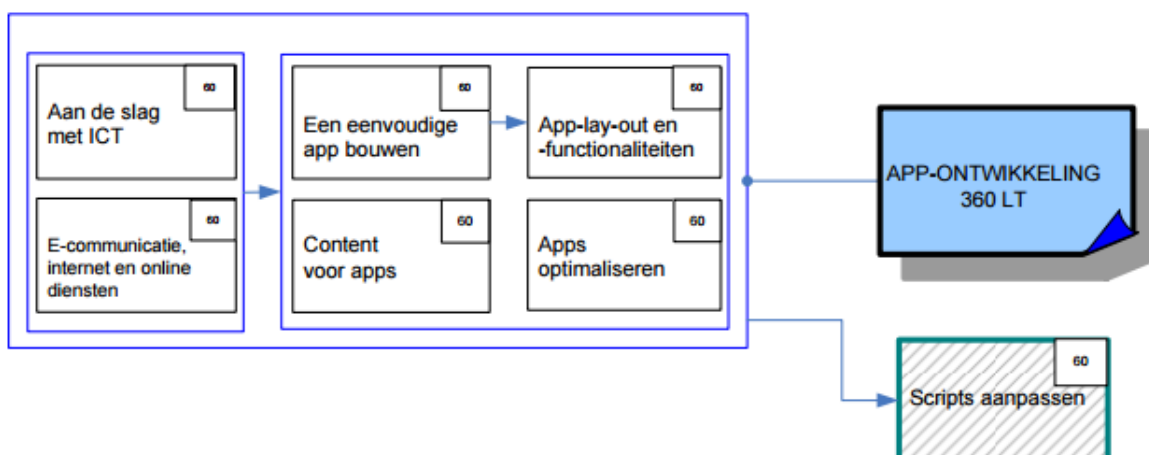 60
Aan de slag
met ICT
60
E-communicatie,
internet en online
diensten
60
Een eenvoudige
app bouwen
60
App-lay-out en
-functionaliteiten
60
Content
voor apps
60
Apps
optimaliseren
APP-ONTWIKKELING
360 LT
60
Scripts aanpassen